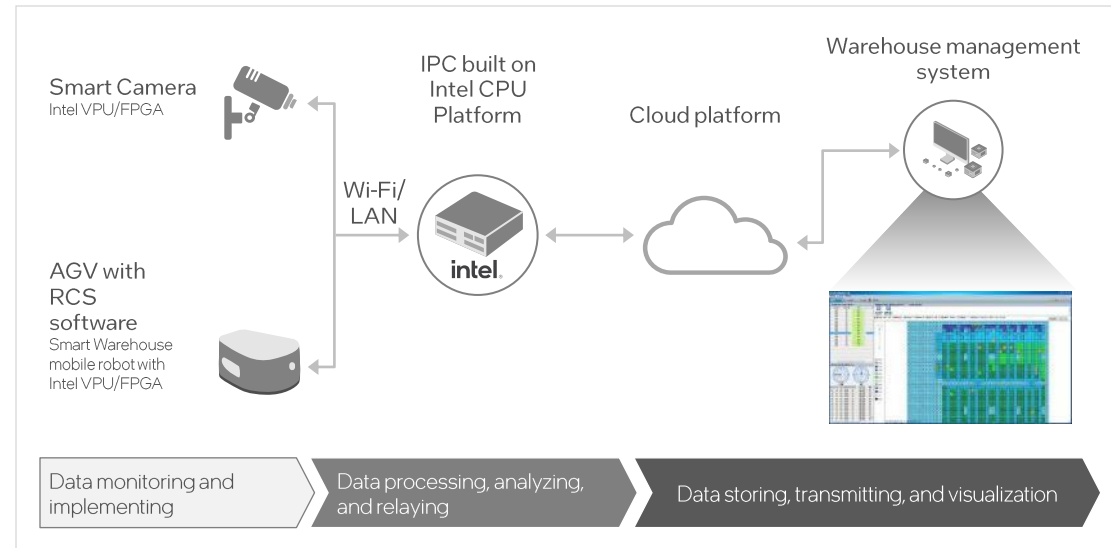 Smart Camera
Intel VPU/FPGA
AGV with
RCS
software
Smart Warehouse
mobile robot with
Intel VPU/FPGA
Wi-Fi/
LAN
IPC built on
Intel CPU
Platform
intel.
Cloud platform
Warehouse management
system
Data monitoring and
implementing
Data processing, analyzing,
and relaying
Data storing, transmitting, and visualization